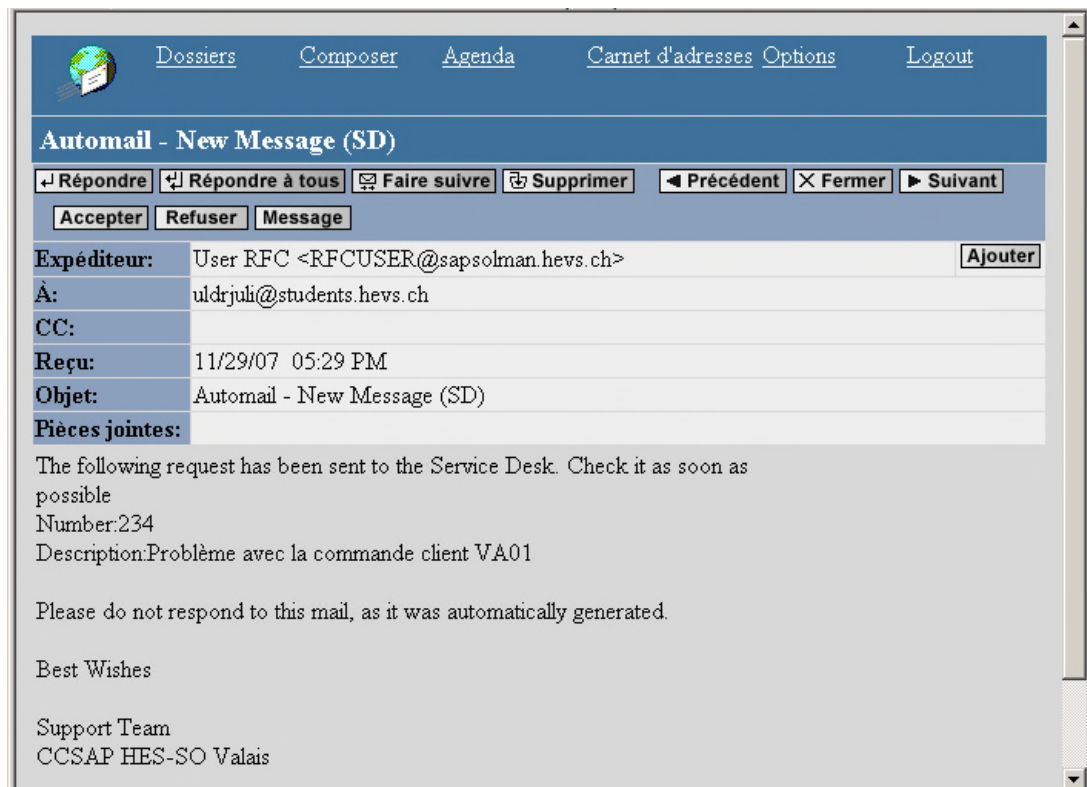 Dossiers Composer Agenda Carnet d'adresses Options Logout
Automail - New Message (SD)
Répondre Répondre à tous Faire suivre Supprimer Précédent Fermer Suivant
Accepter Refuser Message
Expéditeur: User RFC <RFCUSER@sapsolman.hevs.ch> Ajouter
À: uldrjuli@students.hevs.ch
CC:
Reçu: 11/29/07 05:29 PM
Objet: Automail - New Message (SD)
Pièces jointes:
The following request has been sent to the Service Desk. Check it as soon as
possible
Number:234
Description:Problème avec la commande client VA01
Please do not respond to this mail, as it was automatically generated.
Best Wishes
Support Team
CCSAP HES-SO Valais